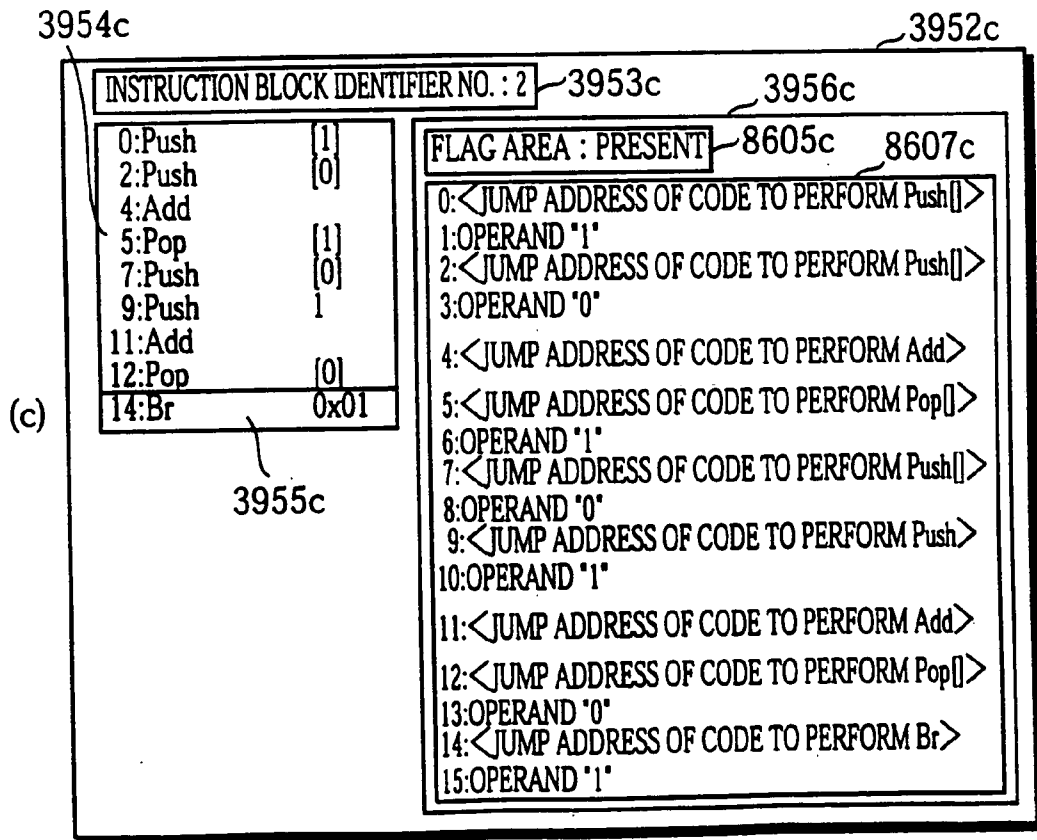 3954c
3952c
INSTRUCTION BLOCK IDENTIFIER NO. : 2
3953c
3956c
0:Push [1]
2:Push [0]
4:Add
5:Pop [1]
7:Push [0]
9:Push 1
11:Add
12:Pop [0]
14:Br 0x01
3955c
(c)
FLAG AREA : PRESENT
8605c
8607c
0:<JUMP ADDRESS OF CODE TO PERFORM Push[]>
1:OPERAND "1"
2:<JUMP ADDRESS OF CODE TO PERFORM Push[]>
3:OPERAND "0"
4:<JUMP ADDRESS OF CODE TO PERFORM Add>
5:<JUMP ADDRESS OF CODE TO PERFORM Pop[]>
6:OPERAND "1"
7:<JUMP ADDRESS OF CODE TO PERFORM Push[]>
8:OPERAND "0"
9:<JUMP ADDRESS OF CODE TO PERFORM Push>
10:OPERAND "1"
11:<JUMP ADDRESS OF CODE TO PERFORM Add>
12:<JUMP ADDRESS OF CODE TO PERFORM Pop[]>
13:OPERAND "0"
14:<JUMP ADDRESS OF CODE TO PERFORM Br>
15:OPERAND "1"